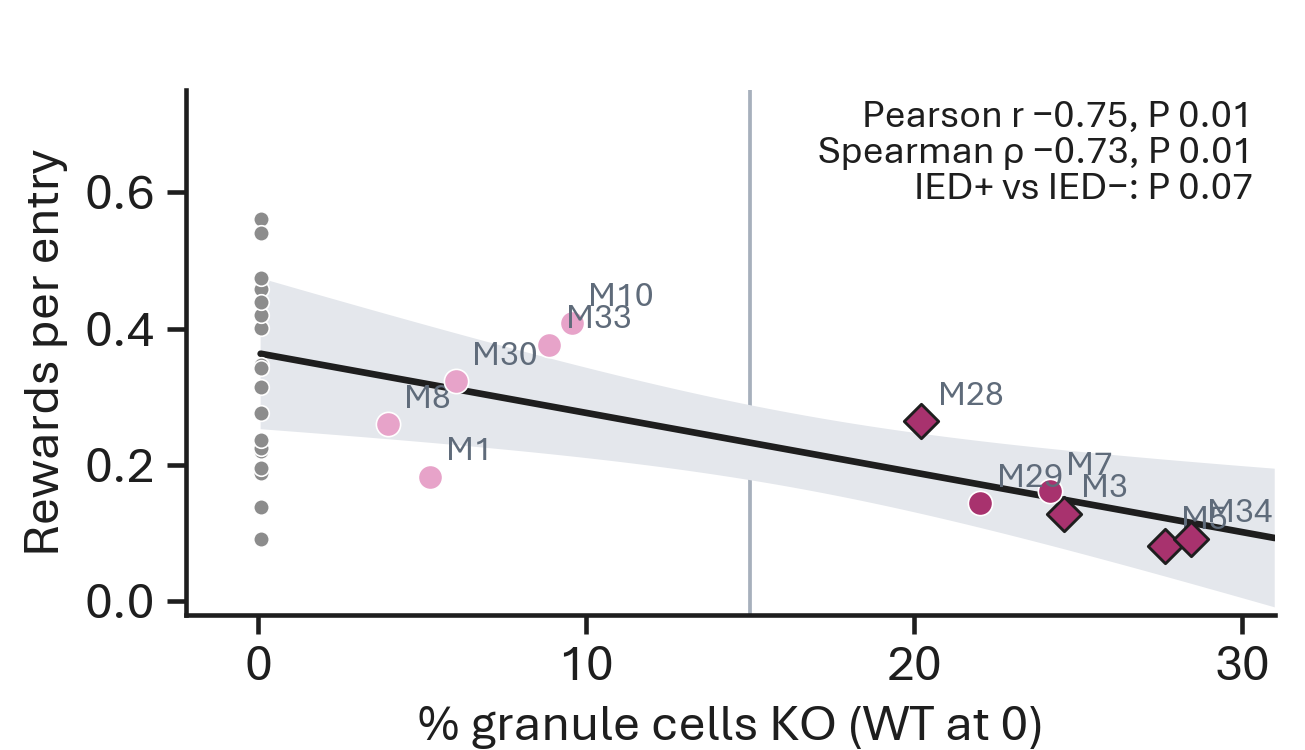 Pearson r −0.75, P 0.01
Spearman ρ −0.73, P 0.01
IED+ vs IED−: P 0.07
Rewards per entry
0.6
0.4
0.2
0.0
M10
M33
M30
M8
M1
M28
M7
M29
M3
M34
M5
0
10
20
30
% granule cells KO (WT at 0)